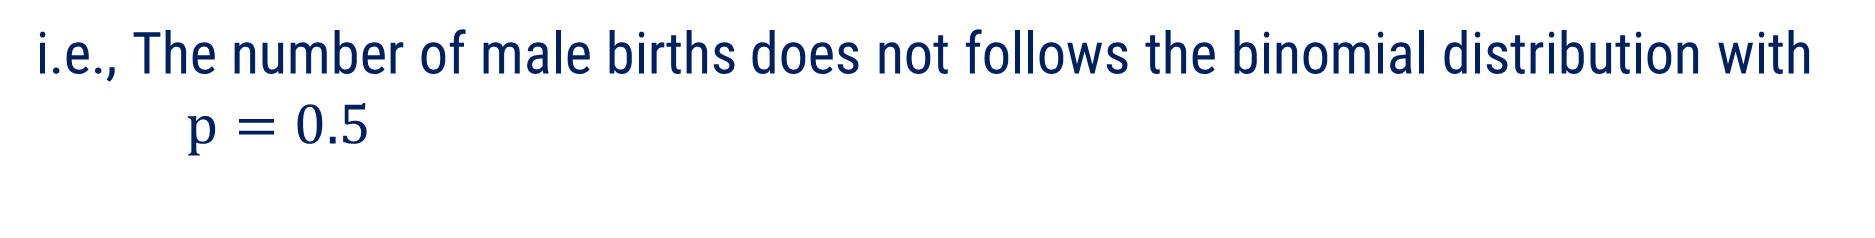 i.e., The number of male births does not follows the binomial distribution with
p = 0.5